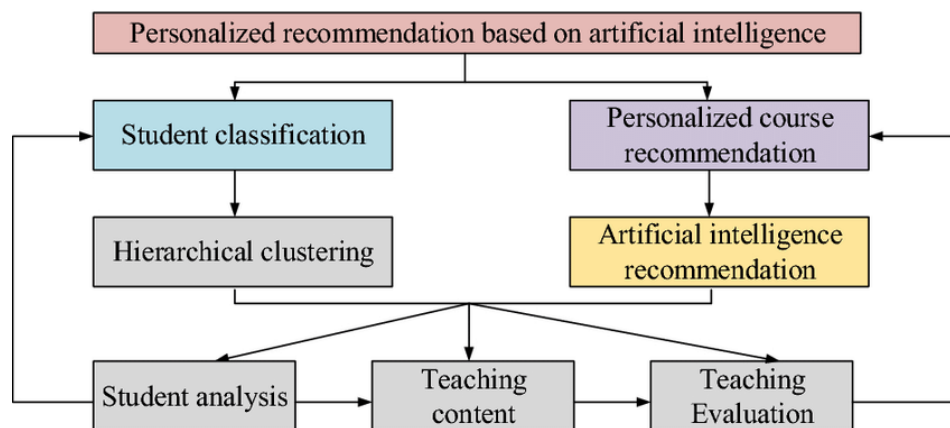 Personalized recommendation based on artificial intelligence
Student classification
Personalized course
recommendation
Hierarchical clustering
Artificial intelligence
recommendation
Student analysis
Teaching
content
Teaching
Evaluation